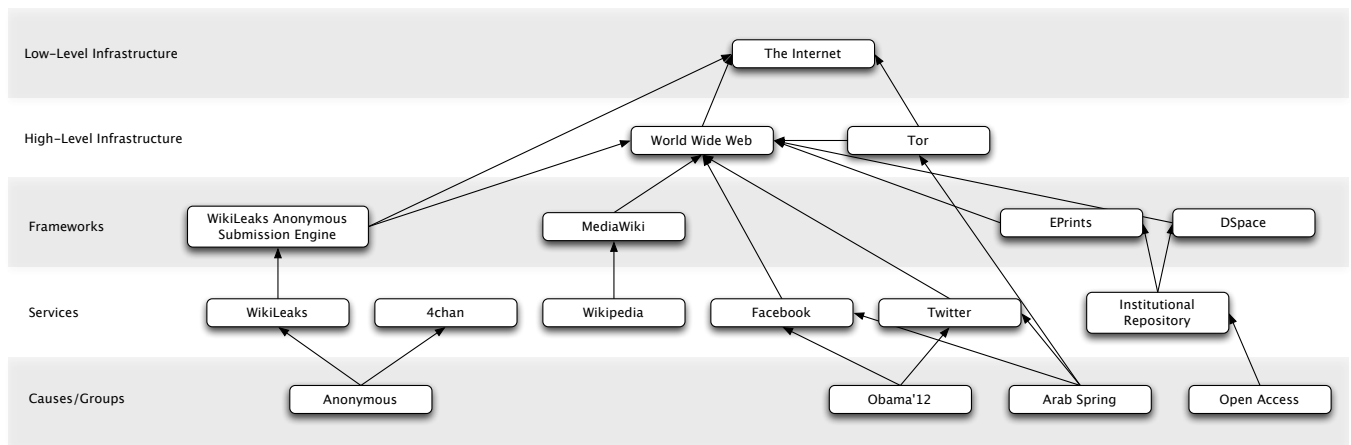 Low-Level Infrastructure
The Internet
High-Level Infrastructure
World Wide Web
Tor
Frameworks
WikiLeaks Anonymous
Submission Engine
MediaWiki
EPrints
DSpace
Services
WikiLeaks
4chan
Wikipedia
Facebook
Twitter
Institutional
Repository
Causes/Groups
Anonymous
Obama'12
Arab Spring
Open Access